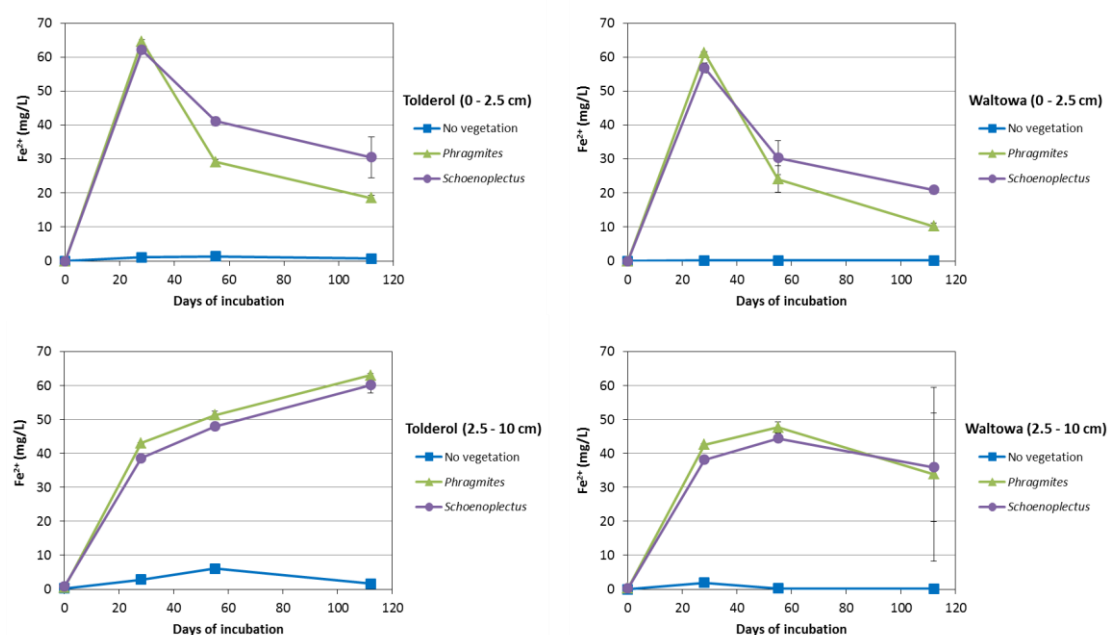 70
60
50
40
30
20
10
0
Fe²⁺ (mg/L)
0 20 40 60 80 100 120
Days of incubation
Tolderol (0 - 2.5 cm)
No vegetation
Phragmites
Schoenoplectus
70
60
50
40
30
20
10
0
Fe²⁺ (mg/L)
0 20 40 60 80 100 120
Days of incubation
Waltowa (0 - 2.5 cm)
No vegetation
Phragmites
Schoenoplectus
70
60
50
40
30
20
10
0
Fe²⁺ (mg/L)
0 20 40 60 80 100 120
Days of incubation
Tolderol (2.5 - 10 cm)
No vegetation
Phragmites
Schoenoplectus
70
60
50
40
30
20
10
0
Fe²⁺ (mg/L)
0 20 40 60 80 100 120
Days of incubation
Waltowa (2.5 - 10 cm)
No vegetation
Phragmites
Schoenoplectus